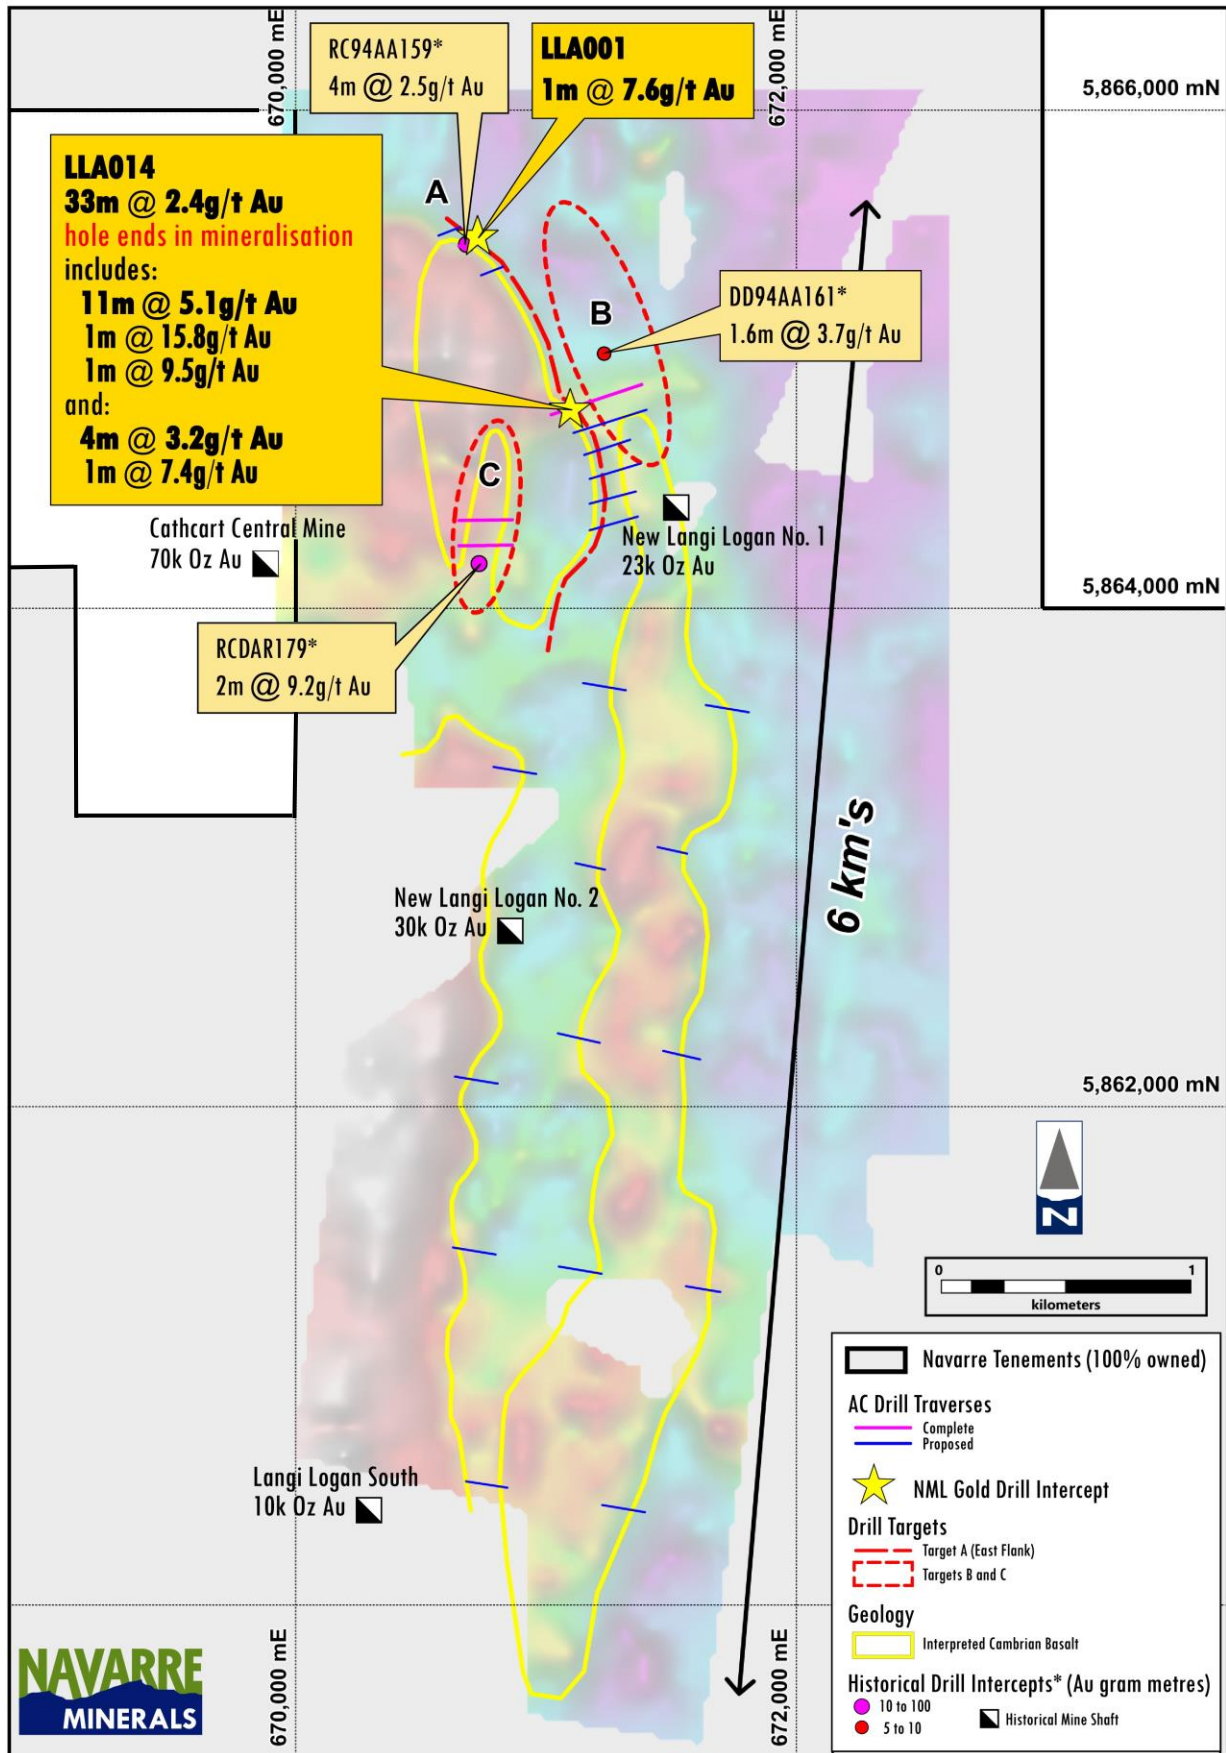 670,000 mE
672,000 mE
5,866,000 mN
RC94AA159*
4m @ 2.5g/t Au
LLA001
1m @ 7.6g/t Au
LLA014
33m @ 2.4g/t Au
hole ends in mineralisation
includes:
11m @ 5.1g/t Au
1m @ 15.8g/t Au
1m @ 9.5g/t Au
and:
4m @ 3.2g/t Au
1m @ 7.4g/t Au
A
B
C
DD94AA161*
1.6m @ 3.7g/t Au
Cathcart Central Mine
70k Oz Au
New Langi Logan No. 1
23k Oz Au
5,864,000 mN
RCDAR179*
2m @ 9.2g/t Au
6 km's
New Langi Logan No. 2
30k Oz Au
5,862,000 mN
N
0 1
kilometers
Langi Logan South
10k Oz Au
Navarre Tenements (100% owned)
AC Drill Traverses
Complete
Proposed
NML Gold Drill Intercept
Drill Targets
Target A (East Flank)
Targets B and C
Geology
Interpreted Cambrian Basalt
Historical Drill Intercepts* (Au gram metres)
10 to 100
5 to 10
Historical Mine Shaft
NAVARRE
MINERALS
670,000 mE
672,000 mE